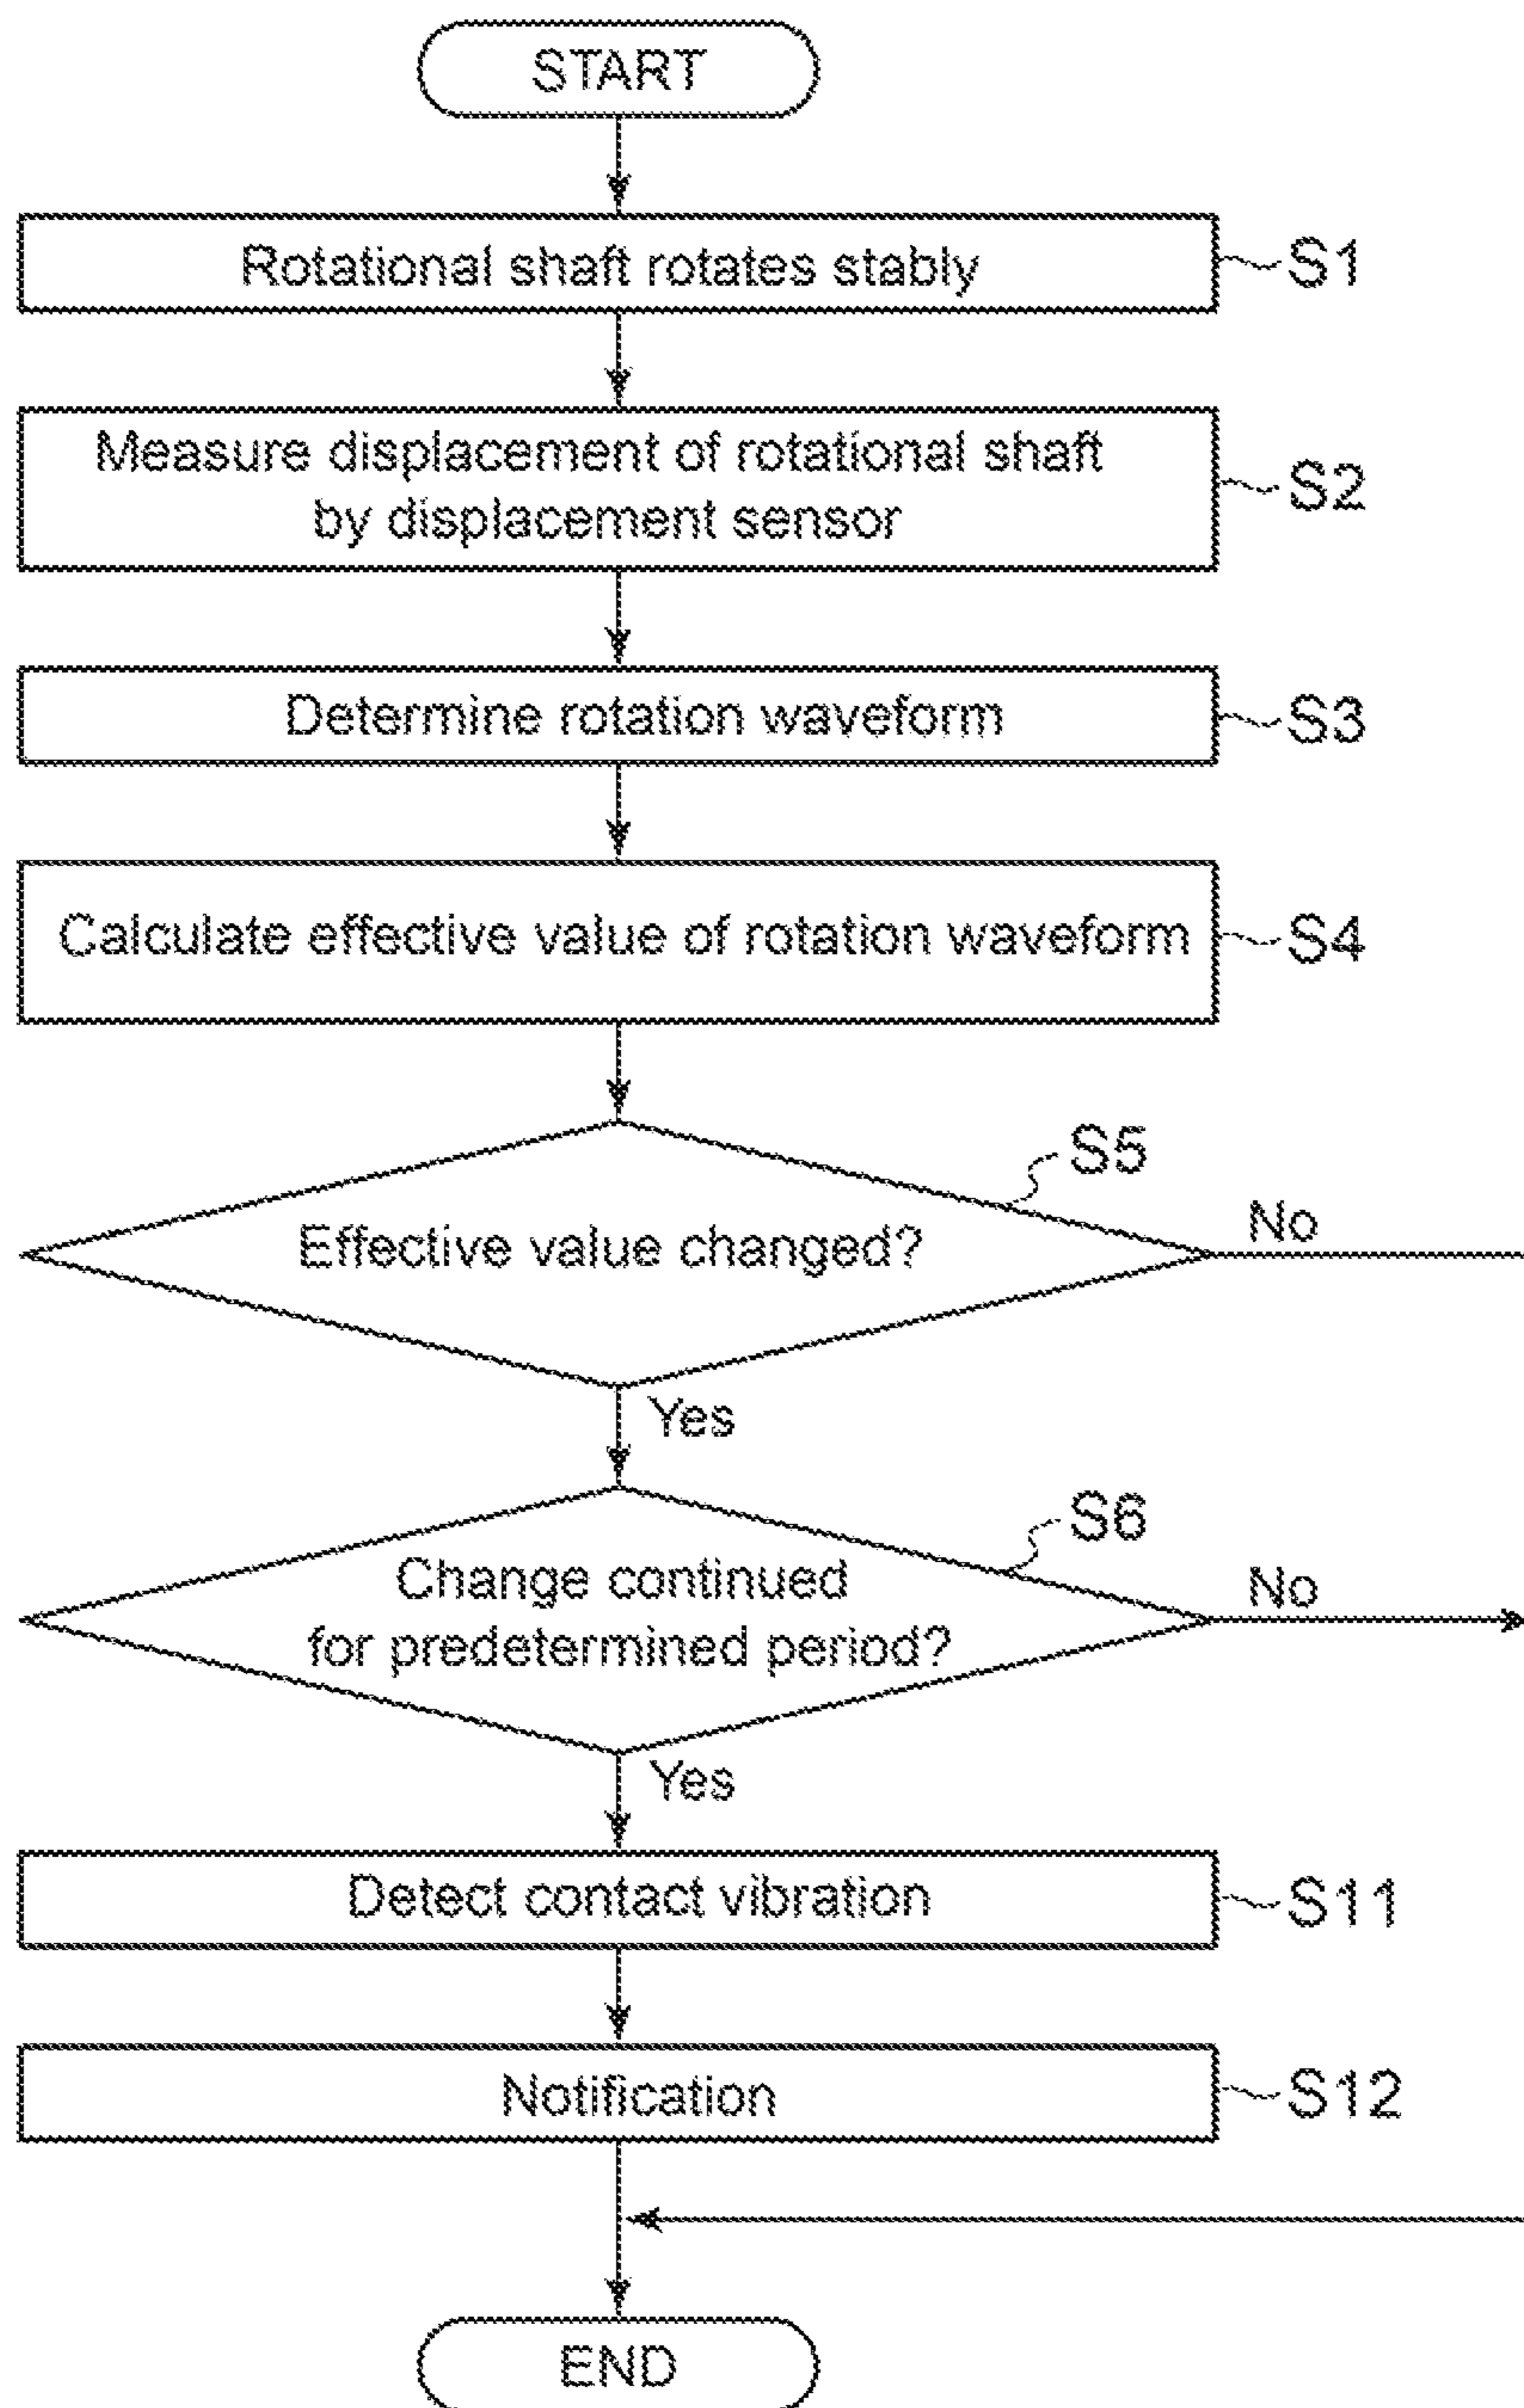 START
Rotational shaft rotates stably
S1
Measure displacement of rotational shaft
by displacement sensor
S2
Determine rotation waveform
S3
Calculate effective value of rotation waveform
S4
S5
Effective value changed?
No
Yes
S6
Change continued
for predetermined period?
No
Yes
Detect contact vibration
S11
Notification
S12
END